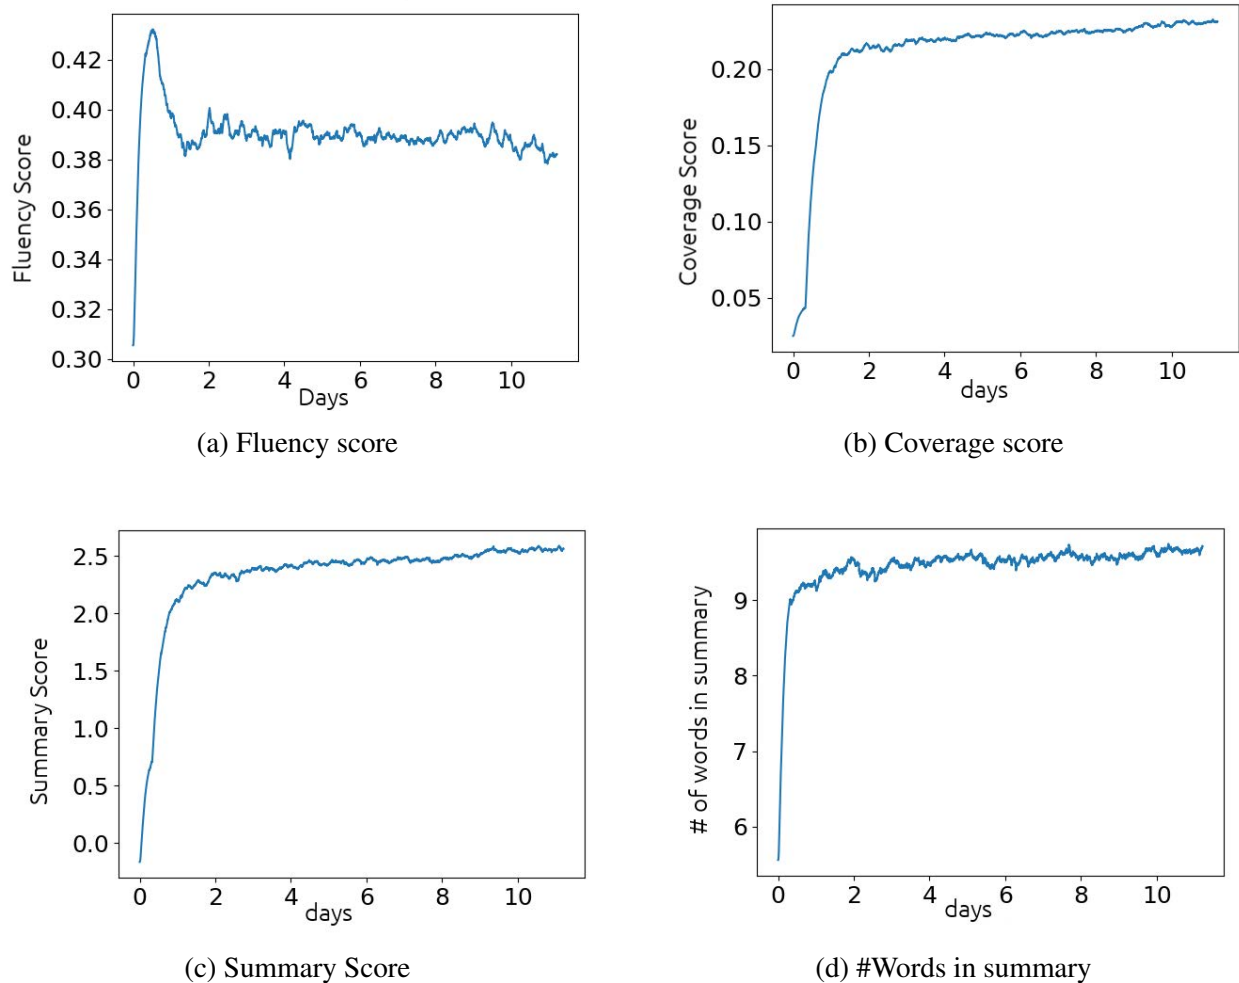 Fluency Score
0.42
0.40
0.38
0.36
0.34
0.32
0.30
0 2 4 6 8 10
Days
(a) Fluency score
Coverage Score
0.20
0.15
0.10
0.05
0 2 4 6 8 10
days
(b) Coverage score
Summary Score
2.5
2.0
1.5
1.0
0.5
0.0
0 2 4 6 8 10
days
(c) Summary Score
# of words in summary
9
8
7
6
0 2 4 6 8 10
days
(d) #Words in summary